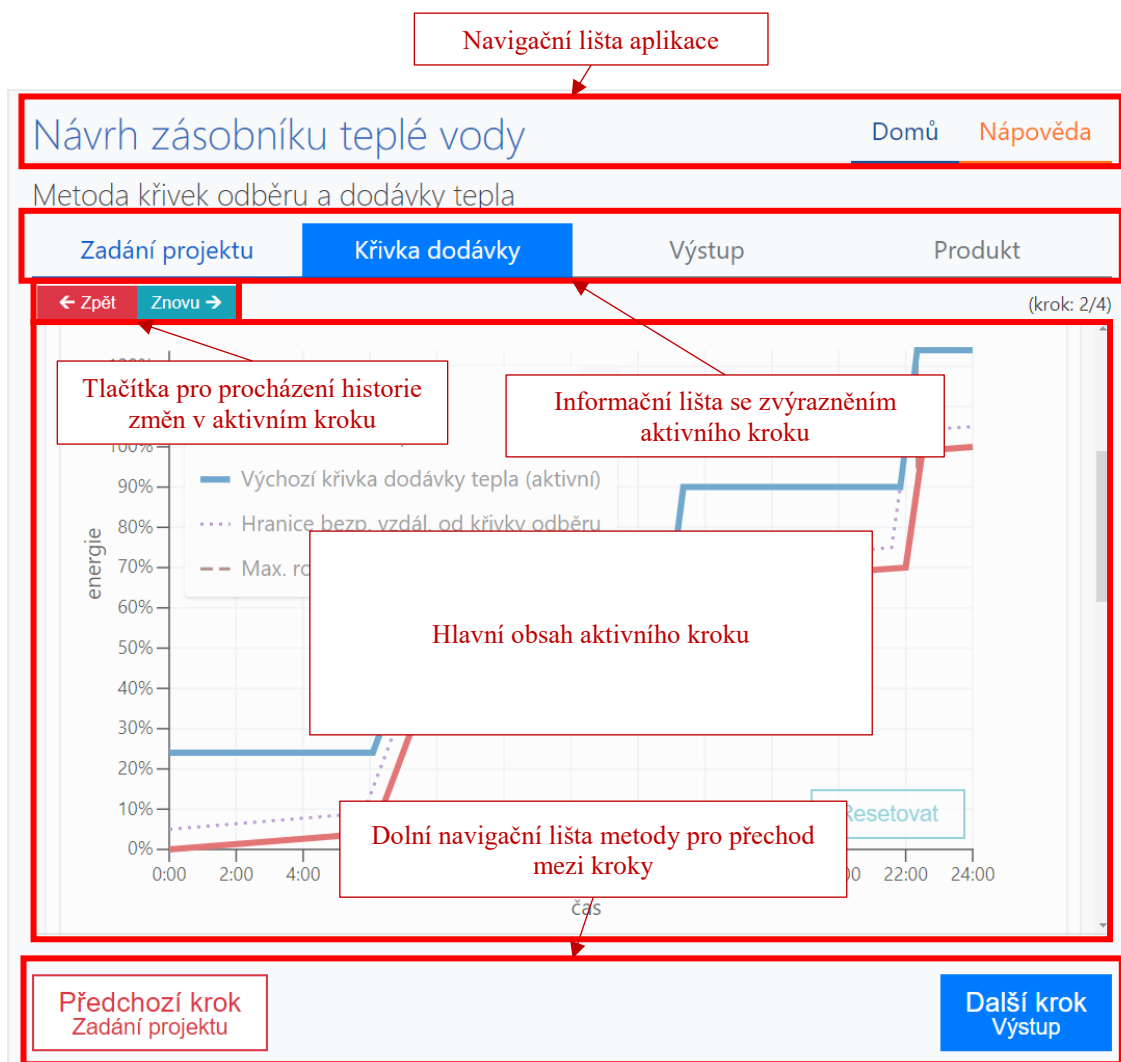 Navigační lišta aplikace
Návrh zásobníku teplé vody
Domů
Nápověda
Metoda křivek odběru a dodávky tepla
Zadání projektu
Křivka dodávky
Výstup
Produkt
← Zpět
Znovu →
(krok: 2/4)
Tlačítka pro procházení historie
změn v aktivním kroku
Informační lišta se zvýrazněním
aktivního kroku
100%
90%
80%
70%
60%
50%
40%
30%
20%
10%
0%
energie
Výchozí křivka dodávky tepla (aktivní)
Hranice bezp. vzdál. od křivky odběru
Max.
Hlavní obsah aktivního kroku
Resetovat
Dolní navigační lišta metody pro přechod
mezi kroky
0:00
2:00
4:00
22:00
24:00
čas
Předchozí krok
Zadání projektu
Další krok
Výstup